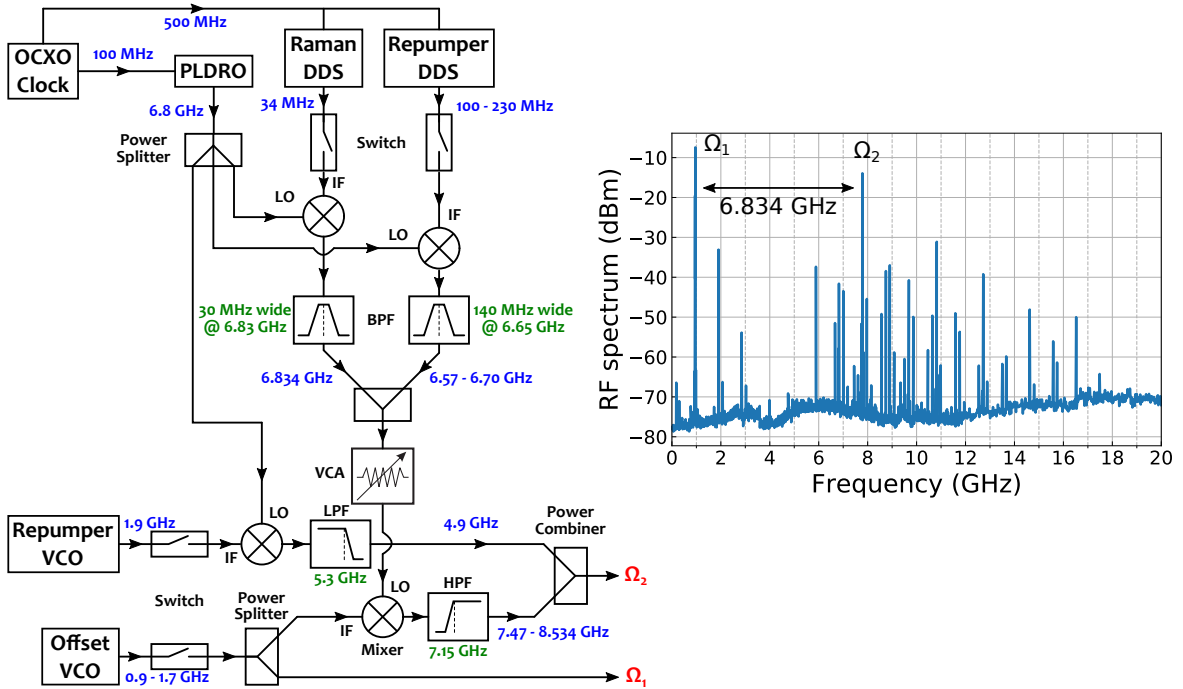 500 MHz
OCXO
Clock
100 MHz
PLDRO
Raman
DDS
Repumper
DDS
6.8 GHz
34 MHz
100 - 230 MHz
Power
Splitter
Switch
IF
LO
IF
LO
30 MHz wide
@ 6.83 GHz
BPF
140 MHz wide
@ 6.65 GHz
6.834 GHz
6.57 - 6.70 GHz
VCA
Repumper
VCO
1.9 GHz
IF
LO
LPF
5.3 GHz
4.9 GHz
Power
Combiner
Ω₂
Switch
Power
Splitter
LO
IF
Mixer
HPF
7.15 GHz
7.47 - 8.534 GHz
Offset
VCO
0.9 - 1.7 GHz
Ω₁
RF spectrum (dBm)
−10
−20
−30
−40
−50
−60
−70
−80
Ω₁
Ω₂
6.834 GHz
0 2 4 6 8 10 12 14 16 18 20
Frequency (GHz)